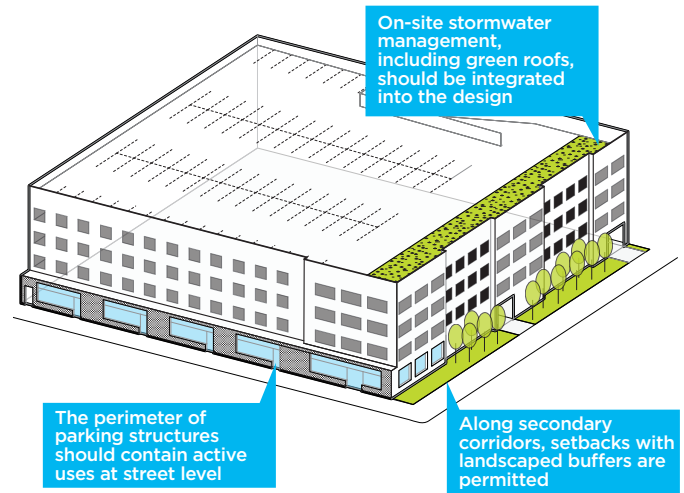 On-site stormwater
management,
including green roofs,
should be integrated
into the design
The perimeter of
parking structures
should contain active
uses at street level
Along secondary
corridors, setbacks with
landscaped buffers are
permitted